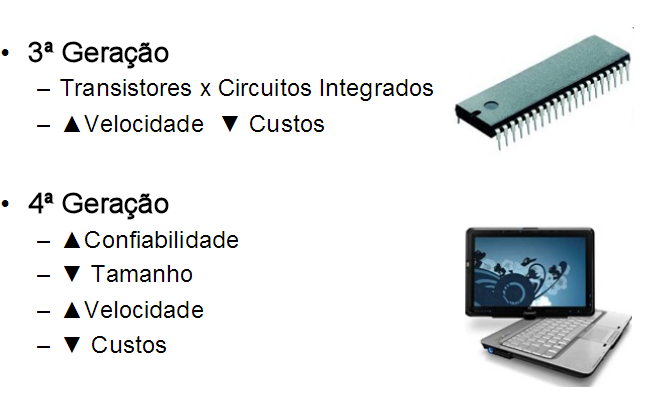 • 3ª Geração
– Transistores x Circuitos Integrados
– ▲Velocidade ▼ Custos
• 4ª Geração
– ▲Confiabilidade
– ▼ Tamanho
– ▲Velocidade
– ▼ Custos